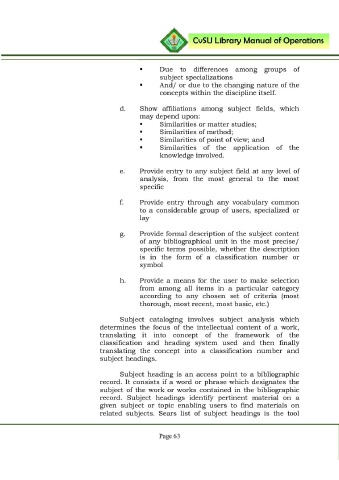 CvSU Library Manual of Operations
▪ Due to differences among groups of
subject specializations
▪ And/ or due to the changing nature of the
concepts within the discipline itself.
d. Show affiliations among subject fields, which
may depend upon:
▪ Similarities or matter studies;
▪ Similarities of method;
▪ Similarities of point of view; and
▪ Similarities of the application of the
knowledge involved.
e. Provide entry to any subject field at any level of
analysis, from the most general to the most
specific
f. Provide entry through any vocabulary common
to a considerable group of users, specialized or
lay
g. Provide formal description of the subject content
of any bibliographical unit in the most precise/
specific terms possible, whether the description
is in the form of a classification number or
symbol
h. Provide a means for the user to make selection
from among all items in a particular category
according to any chosen set of criteria (most
thorough, most recent, most basic, etc.)
Subject cataloging involves subject analysis which
determines the focus of the intellectual content of a work,
translating it into concept of the framework of the
classification and heading system used and then finally
translating the concept into a classification number and
subject headings.
Subject heading is an access point to a bibliographic
record. It consists if a word or phrase which designates the
subject of the work or works contained in the bibliographic
record. Subject headings identify pertinent material on a
given subject or topic enabling users to find materials on
related subjects. Sears list of subject headings is the tool
Page 63